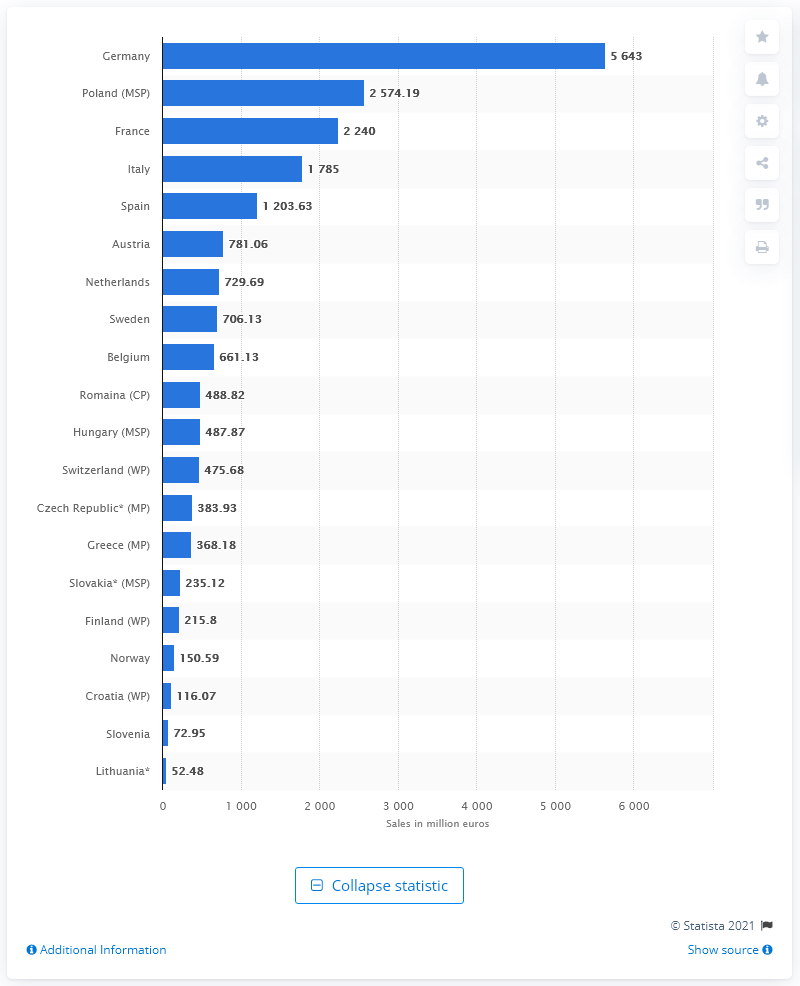 Germany 5 643
Poland (MSP) 2 574.19
France 2 240
Italy 1 785
Spain 1 203.63
Austria 781.06
Netherlands 729.69
Sweden 706.13
Belgium 661.13
Romaina (CP) 488.82
Hungary (MSP) 487.87
Switzerland (WP) 475.68
Czech Republic* (MP) 383.93
Greece (MP) 368.18
Slovakia* (MSP) 235.12
Finland (WP) 215.8
Norway 150.59
Croatia (WP) 116.07
Slovenia 72.95
Lithuania* 52.48
0 1 000 2 000 3 000 4 000 5 000 6 000
Sales in million euros
Collapse statistic
© Statista 2021
Additional Information Show source